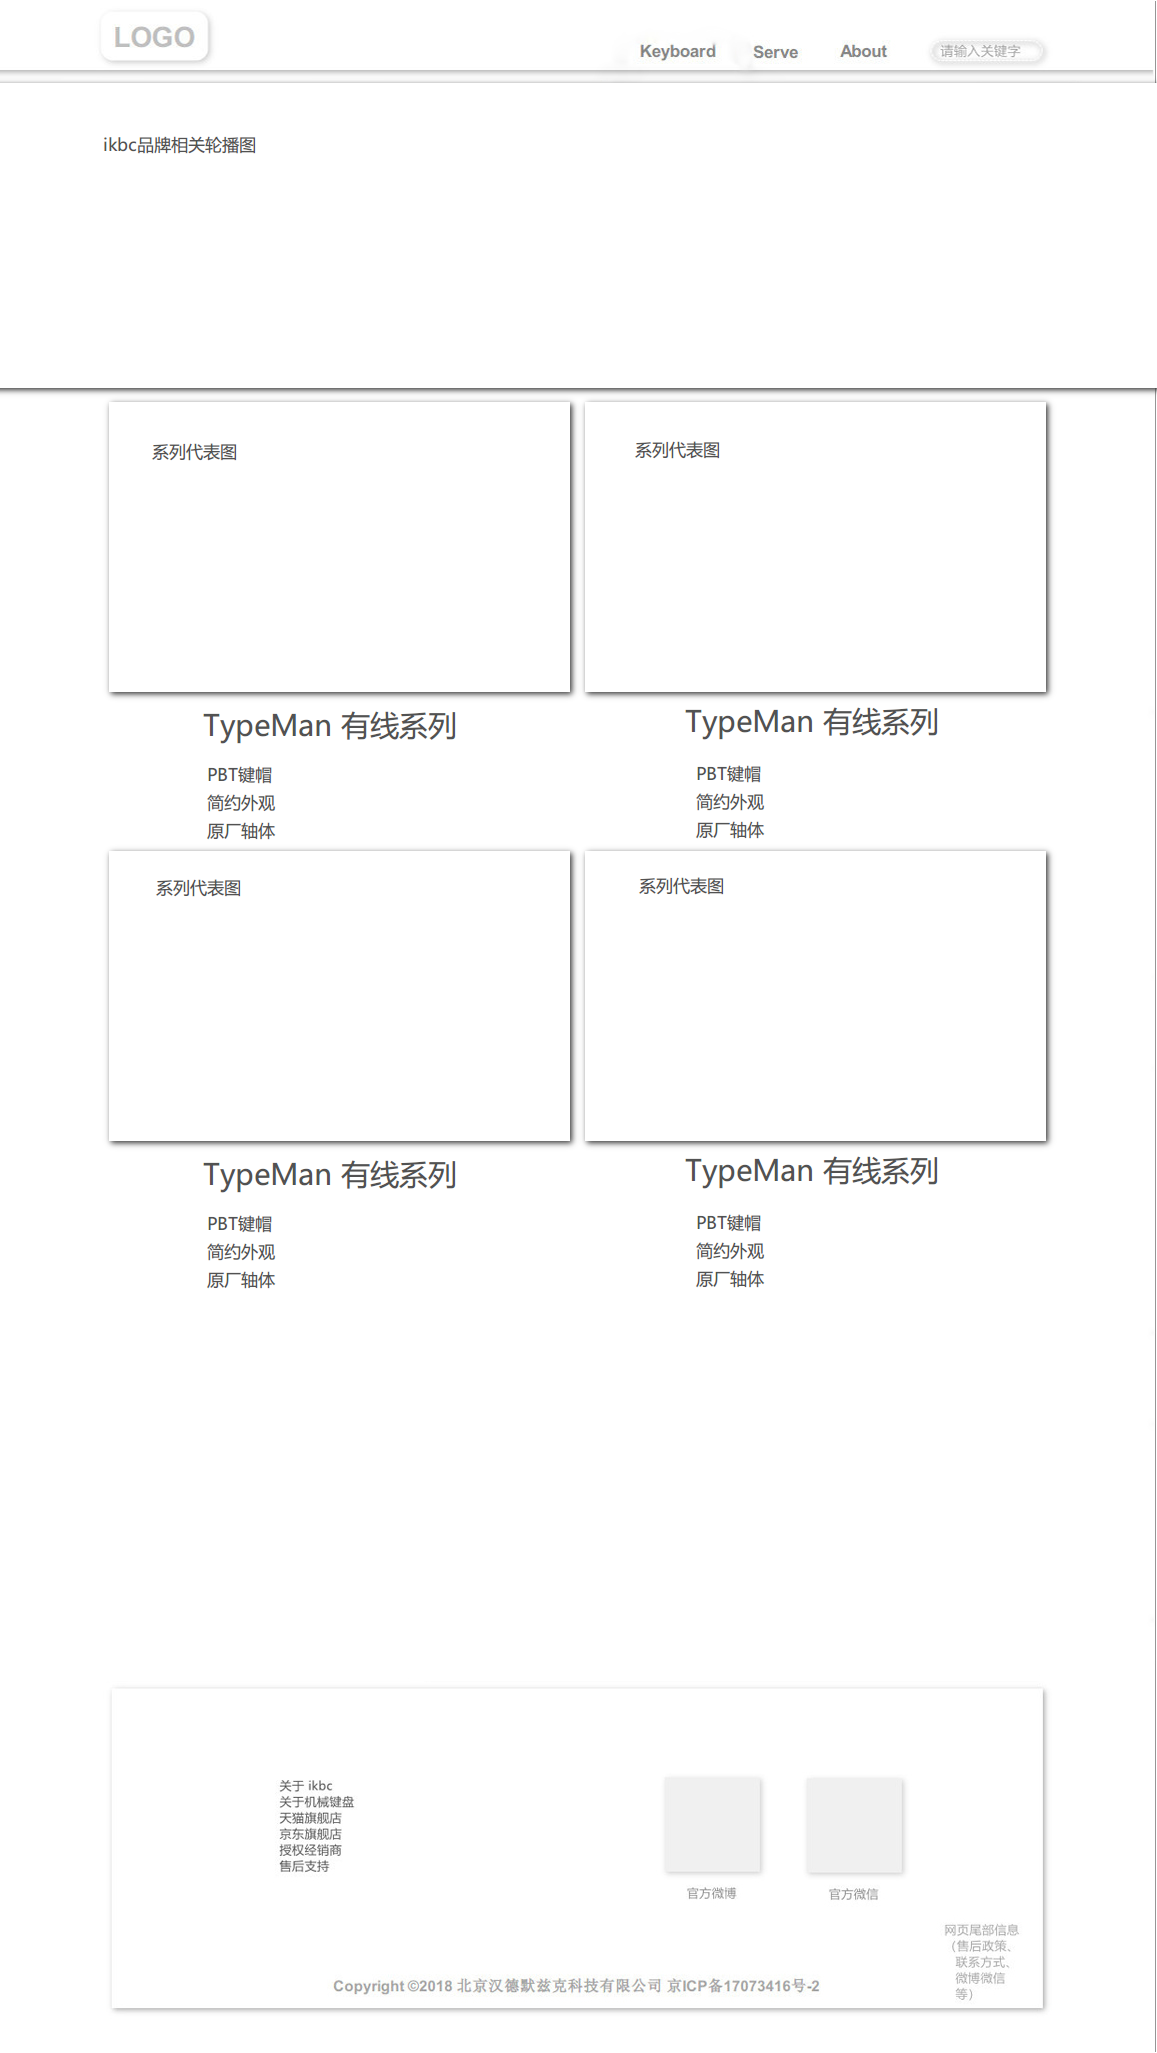 LOGO
Keyboard
Serve
About
请输入关键字
ikbc品牌相关轮播图
系列代表图
系列代表图
TypeMan 有线系列
PBT键帽
简约外观
原厂轴体
TypeMan 有线系列
PBT键帽
简约外观
原厂轴体
系列代表图
系列代表图
TypeMan 有线系列
PBT键帽
简约外观
原厂轴体
TypeMan 有线系列
PBT键帽
简约外观
原厂轴体
关于 ikbc
关于机械键盘
天猫旗舰店
京东旗舰店
授权经销商
售后支持
官方微博
官方微信
网页尾部信息
（售后政策、
联系方式、
微博微信
等）
Copyright ©2018 北京汉德默兹克科技有限公司 京ICP备17073416号-2